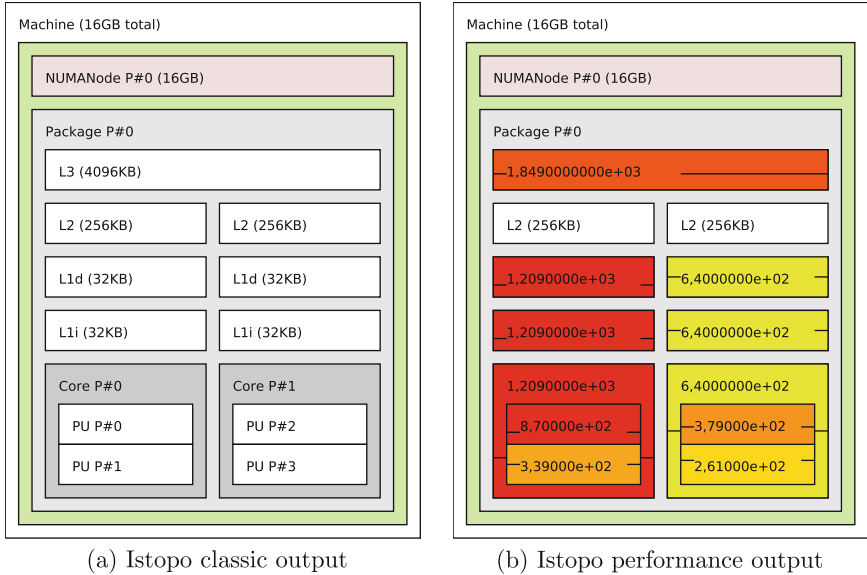 Machine (16GB total)
NUMANode P#0 (16GB)
Package P#0
L3 (4096KB)
L2 (256KB) L2 (256KB)
L1d (32KB) L1d (32KB)
L1i (32KB) L1i (32KB)
Core P#0 Core P#1
PU P#0 PU P#2
PU P#1 PU P#3
(a) Istopo classic output
Machine (16GB total)
NUMANode P#0 (16GB)
Package P#0
1,8490000000e+03
L2 (256KB) L2 (256KB)
1,2090000e+03 6,4000000e+02
1,2090000e+03 6,4000000e+02
1,2090000e+03 6,4000000e+02
8,70000e+02 3,79000e+02
3,39000e+02 2,61000e+02
(b) Istopo performance output